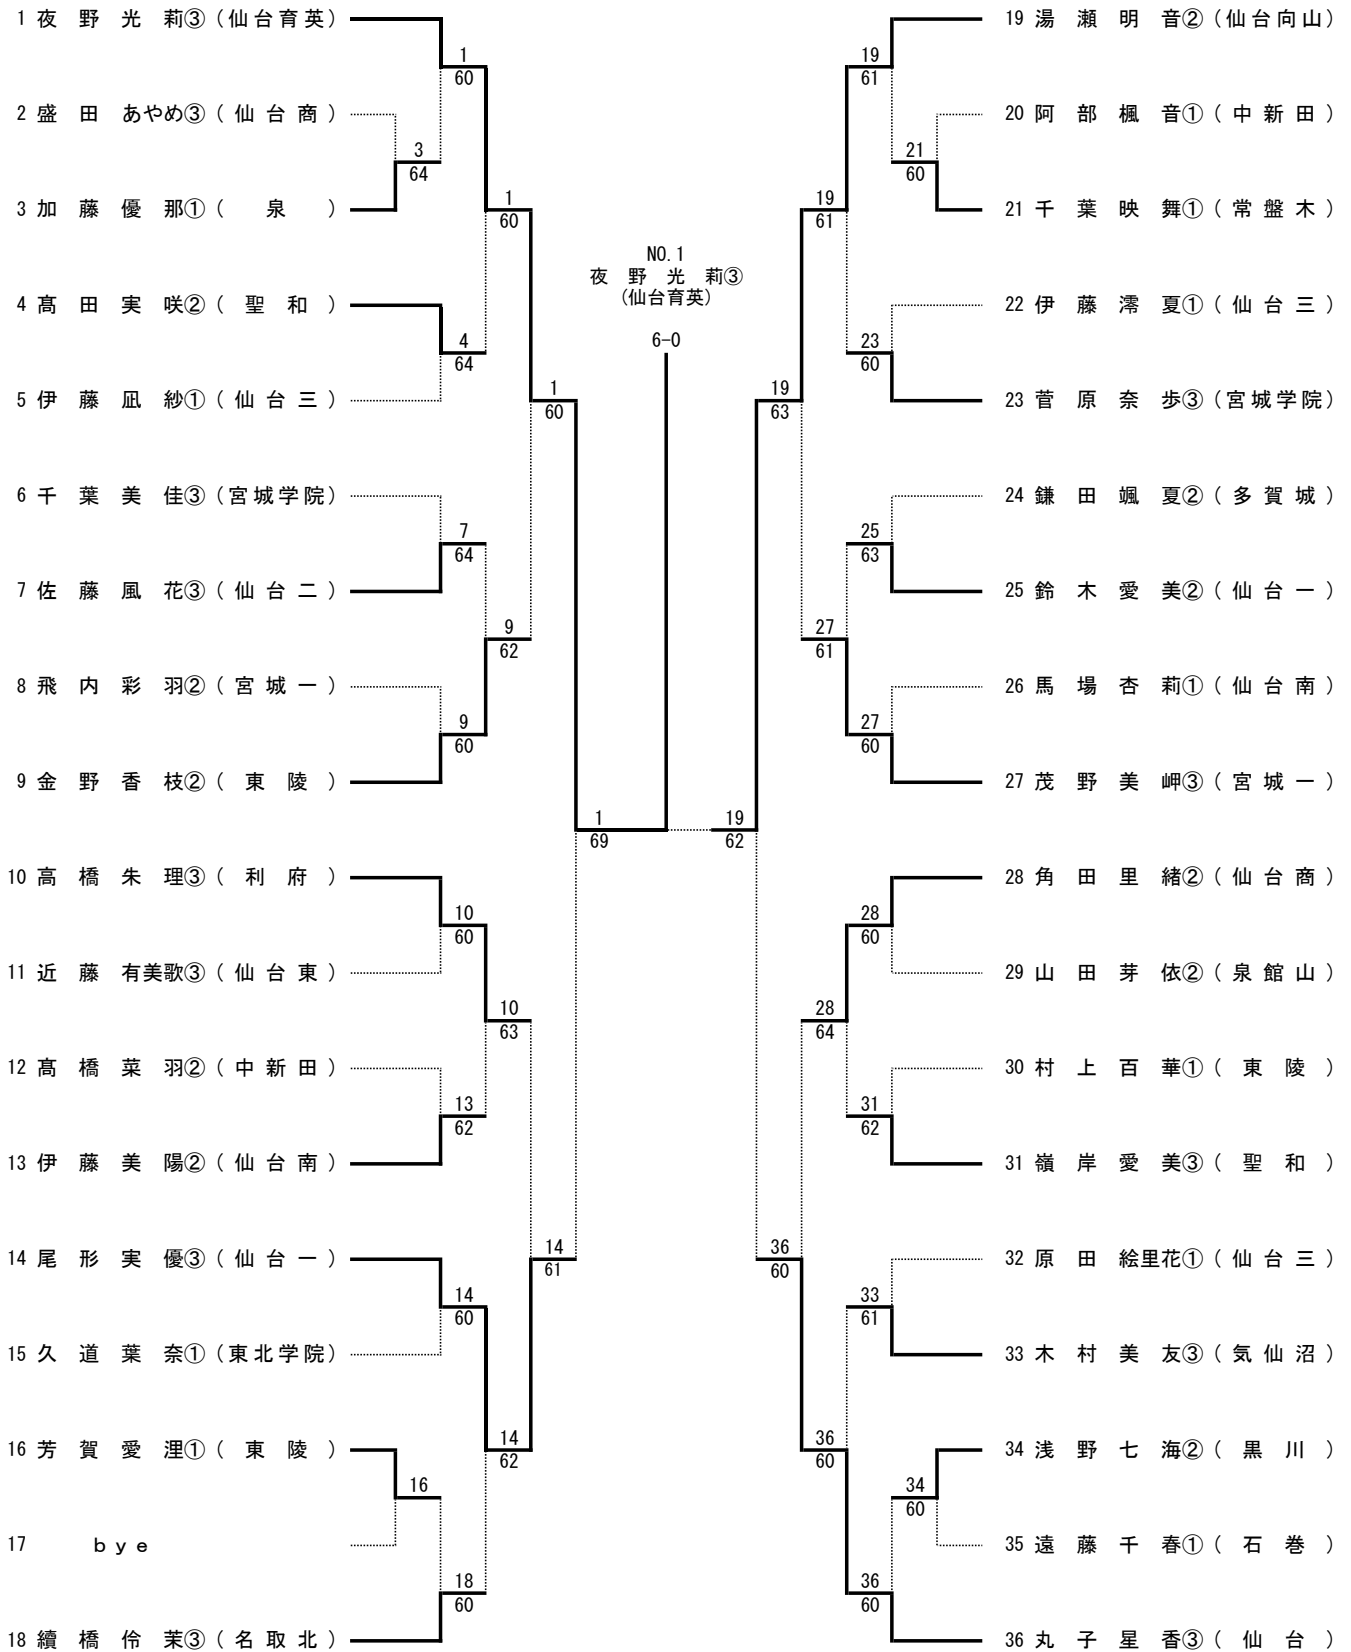 1 夜 野 光 莉③ (仙台育英)
1
60
2 盛 田 あやめ③ ( 仙 台 商 )
3
64
3 加 藤 優 那① ( 泉 )
1
60
4 髙 田 実 咲② ( 聖 和 )
4
64
5 伊 藤 凪 紗① ( 仙 台 三 )
1
60
6 千 葉 美 佳③ (宮城学院)
7
64
7 佐 藤 風 花③ ( 仙 台 二 )
9
62
8 飛 内 彩 羽② ( 宮 城 一 )
9
60
9 金 野 香 枝② ( 東 陵 )
1
69
10 高 橋 朱 理③ ( 利 府 )
10
60
11 近 藤 有美歌③ ( 仙 台 東 )
10
63
12 髙 橋 菜 羽② ( 中 新 田 )
13
62
13 伊 藤 美 陽② ( 仙 台 南 )
14 尾 形 実 優③ ( 仙 台 一 )
14
61
14
60
15 久 道 葉 奈① (東北学院)
16 芳 賀 愛 浬① ( 東 陵 )
14
62
16
17 b y e
18
60
18 續 橋 伶 茉③ ( 名 取 北 )
NO.1
夜 野 光 莉③
(仙台育英)
6-0
19 湯 瀬 明 音② (仙台向山)
19
61
20 阿 部 楓 音① ( 中 新 田 )
21
60
21 千 葉 映 舞① ( 常 盤 木 )
19
61
22 伊 藤 澪 夏① ( 仙 台 三 )
23
60
23 菅 原 奈 歩③ (宮城学院)
19
63
24 鎌 田 颯 夏② ( 多 賀 城 )
25
63
25 鈴 木 愛 美② ( 仙 台 一 )
27
61
26 馬 場 杏 莉① ( 仙 台 南 )
27
60
27 茂 野 美 岬③ ( 宮 城 一 )
19
62
28 角 田 里 緒② ( 仙 台 商 )
28
60
29 山 田 芽 依② ( 泉 館 山 )
28
64
30 村 上 百 華① ( 東 陵 )
31
62
31 嶺 岸 愛 美③ ( 聖 和 )
36
60
32 原 田 絵里花① ( 仙 台 三 )
33
61
33 木 村 美 友③ ( 気 仙 沼 )
36
60
34 浅 野 七 海② ( 黒 川 )
34
60
35 遠 藤 千 春① ( 石 巻 )
36
60
36 丸 子 星 香③ ( 仙 台 )